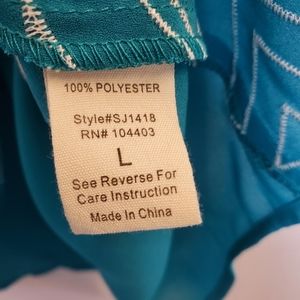 100% POLYESTER
Style#SJ1418
RN# 104403
L
See Reverse For
Care Instruction
Made In China